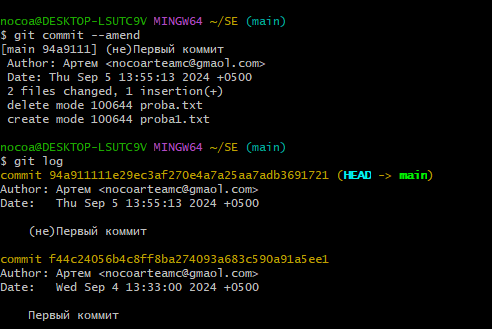 nocoa@DESKTOP-LSUTC9V MINGW64 ~/SE (main)
$ git commit --amend
[main 94a9111] (не)Первый коммит
 Author: Артем <nocoarteamc@gmaol.com>
 Date: Thu Sep 5 13:55:13 2024 +0500
 2 files changed, 1 insertion(+)
 delete mode 100644 proba.txt
 create mode 100644 proba1.txt

nocoa@DESKTOP-LSUTC9V MINGW64 ~/SE (main)
$ git log
commit 94a911111e29ec3af270e4a7a25aa7adb3691721 (HEAD -> main)
Author: Артем <nocoarteamc@gmaol.com>
Date:   Thu Sep 5 13:55:13 2024 +0500

    (не)Первый коммит

commit f44c24056b4c8ff8ba274093a683c590a91a5ee1
Author: Артем <nocoarteamc@gmaol.com>
Date:   Wed Sep 4 13:33:00 2024 +0500

    Первый коммит